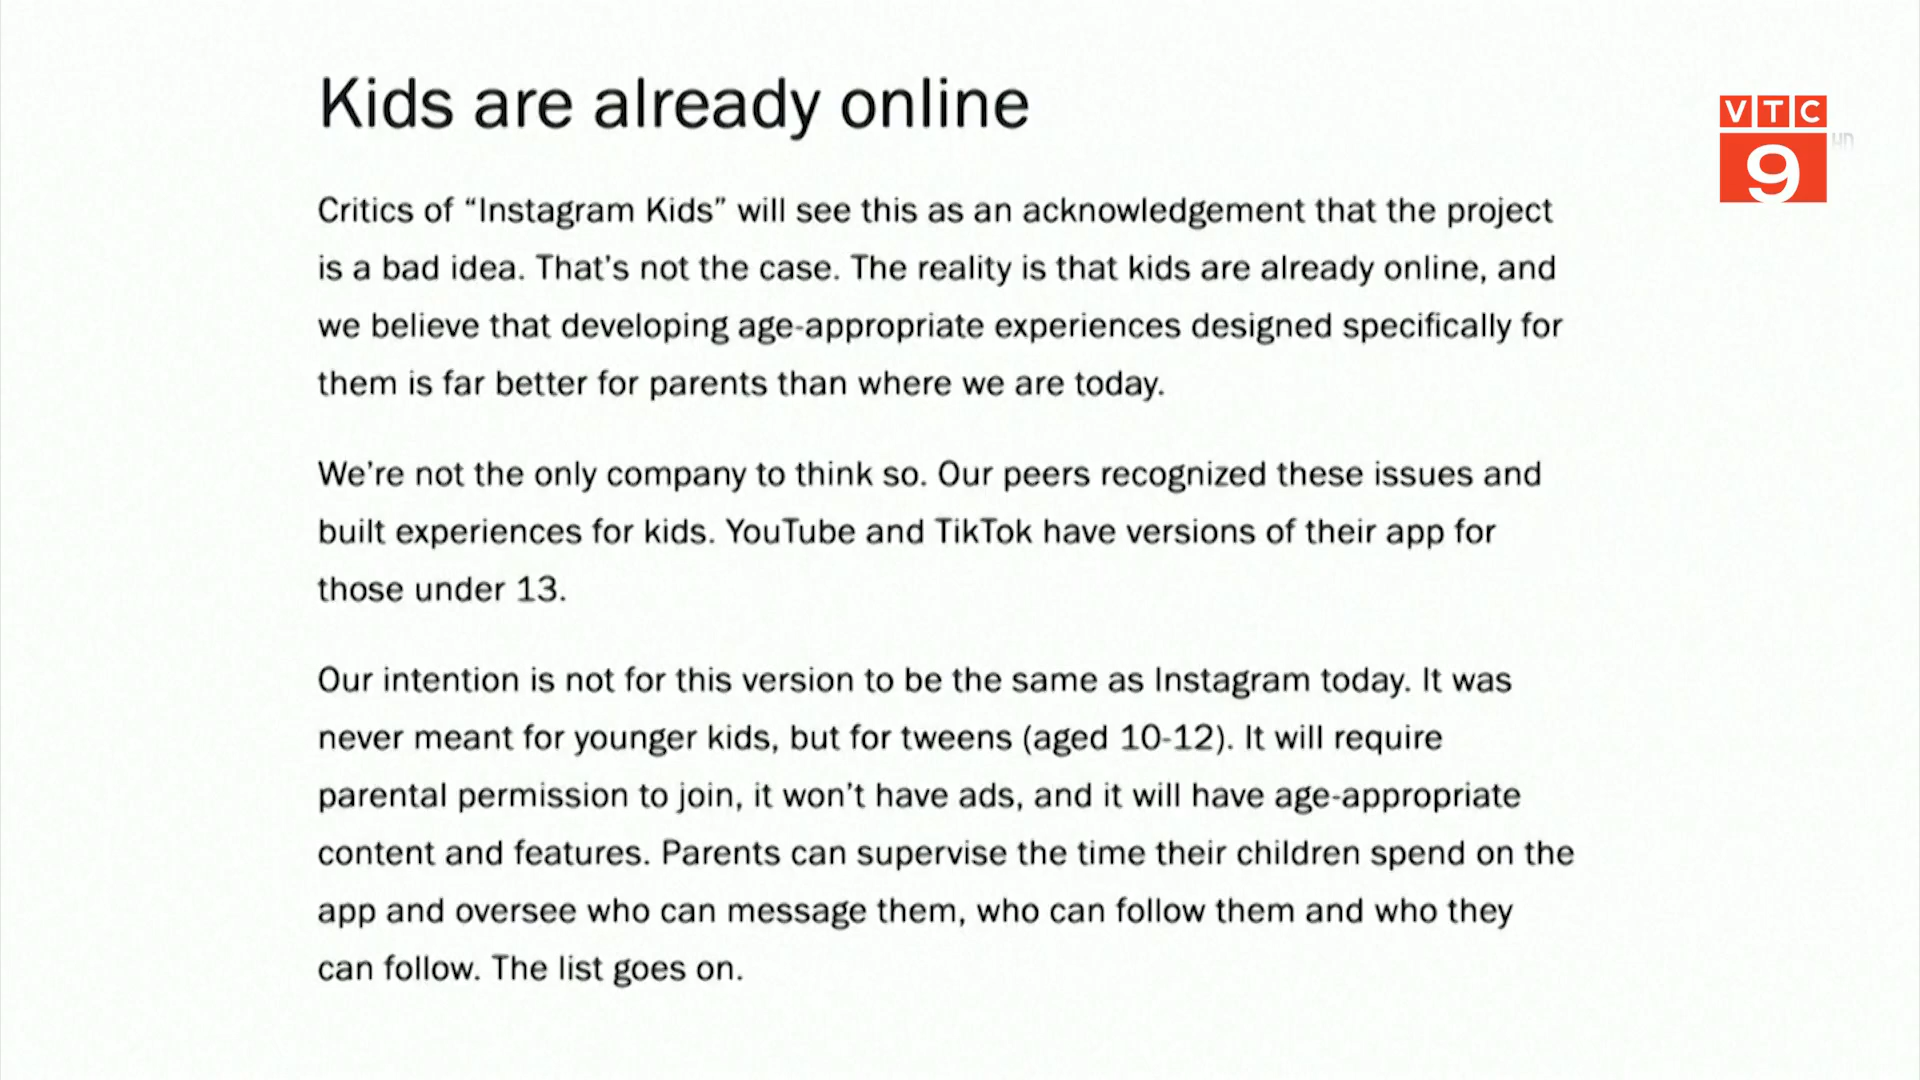 Kids are already online
VTC
9
Critics of “Instagram Kids” will see this as an acknowledgement that the project
is a bad idea. That’s not the case. The reality is that kids are already online, and
we believe that developing age-appropriate experiences designed specifically for
them is far better for parents than where we are today.
We’re not the only company to think so. Our peers recognized these issues and
built experiences for kids. YouTube and TikTok have versions of their app for
those under 13.
Our intention is not for this version to be the same as Instagram today. It was
never meant for younger kids, but for tweens (aged 10-12). It will require
parental permission to join, it won’t have ads, and it will have age-appropriate
content and features. Parents can supervise the time their children spend on the
app and oversee who can message them, who can follow them and who they
can follow. The list goes on.